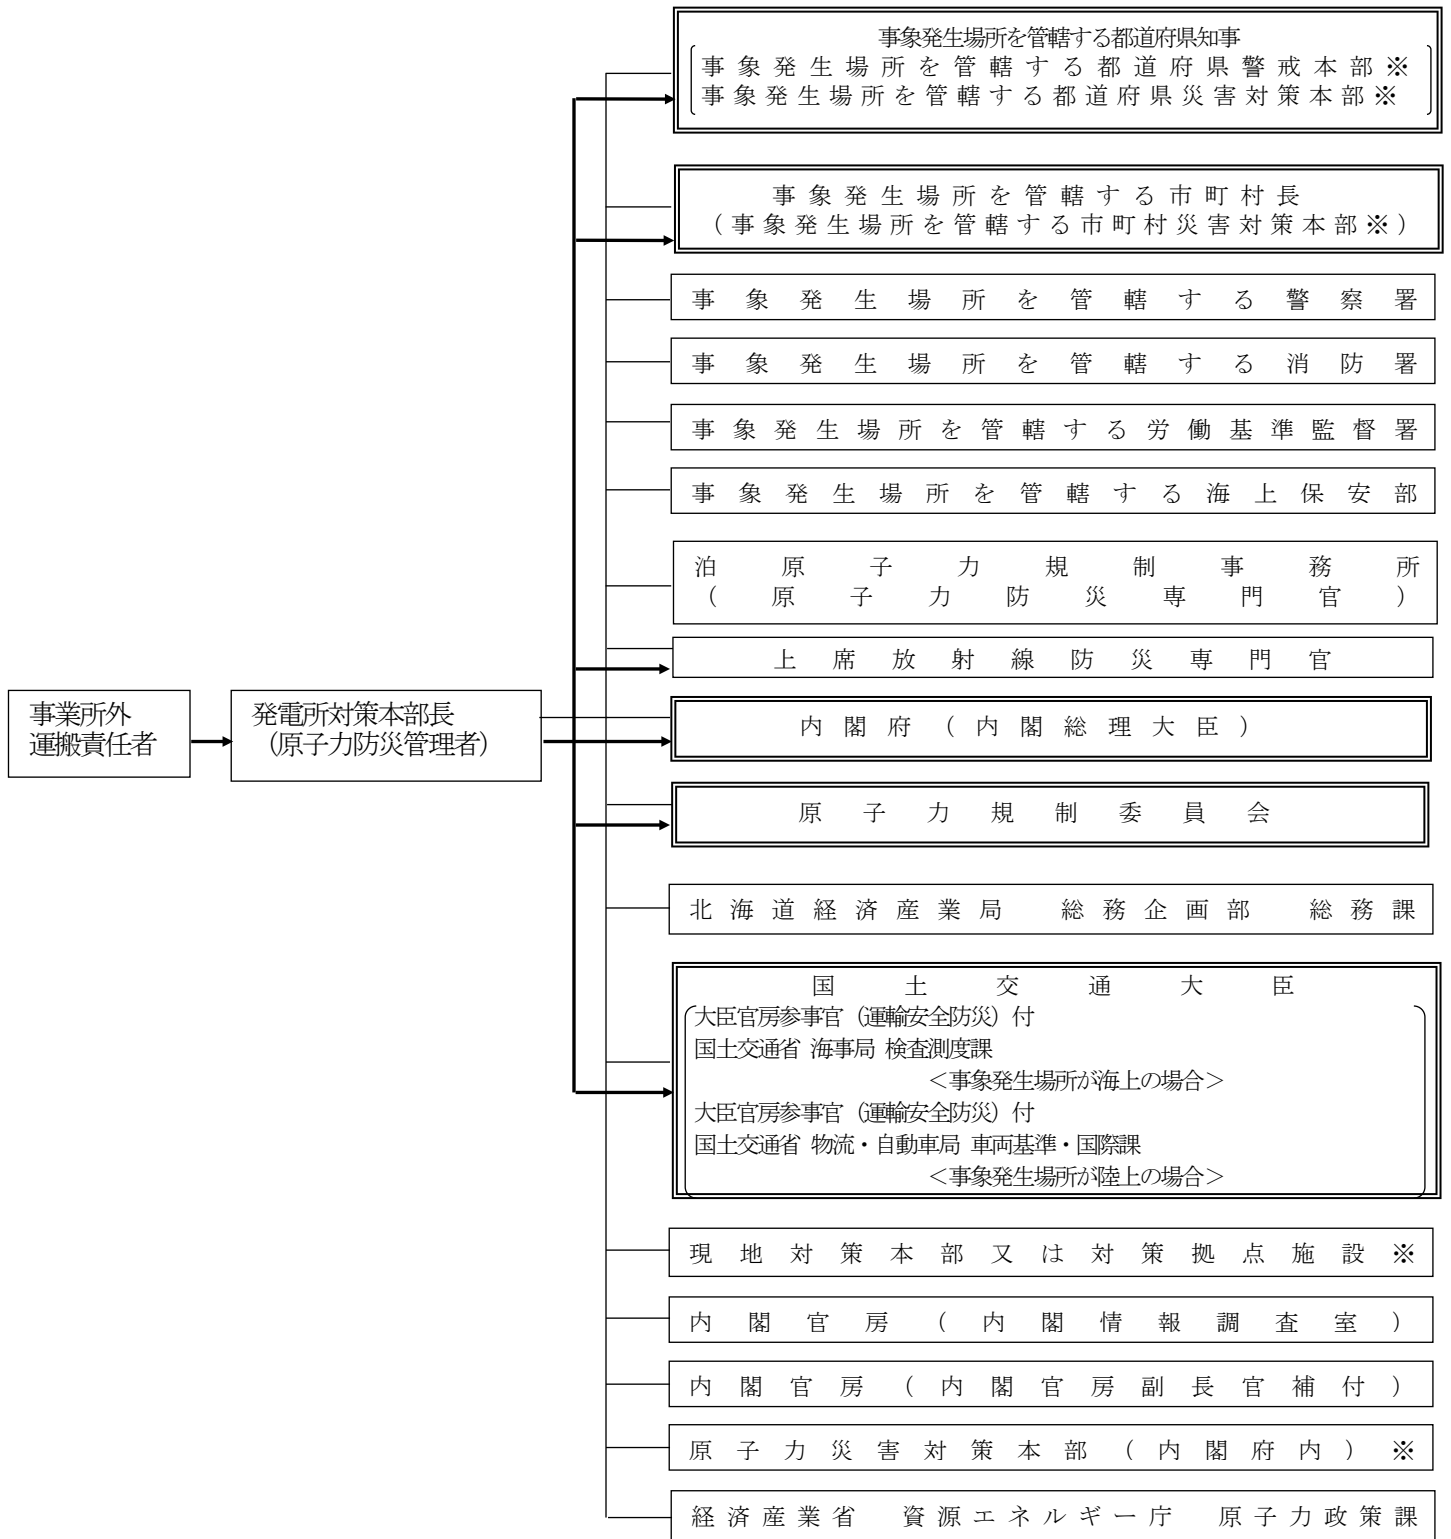 事象発生場所を管轄する都道府県知事
事象発生場所を管轄する都道府県警戒本部※
事象発生場所を管轄する都道府県災害対策本部※
事象発生場所を管轄する市町村長
(事象発生場所を管轄する市町村災害対策本部※)
事象発生場所を管轄する警察署
事象発生場所を管轄する消防署
事象発生場所を管轄する労働基準監督署
事象発生場所を管轄する海上保安部
泊原子力規制事務所
(原子力防災専門官)
上席放射線防災専門官
事業所外
運搬責任者
発電所対策本部長
(原子力防災管理者)
内閣府(内閣総理大臣)
原子力規制委員会
北海道経済産業局 総務企画部 総務課
国土交通大臣
大臣官房参事官(運輸安全防災)付
国土交通省 海事局 検査測度課
<事象発生場所が海上の場合>
大臣官房参事官(運輸安全防災)付
国土交通省 物流・自動車局 車両基準・国際課
<事象発生場所が陸上の場合>
現地対策本部又は対策拠点施設※
内閣官房(内閣情報調査室)
内閣官房(内閣官房副長官補付)
原子力災害対策本部(内閣府内)※
経済産業省 資源エネルギー庁 原子力政策課